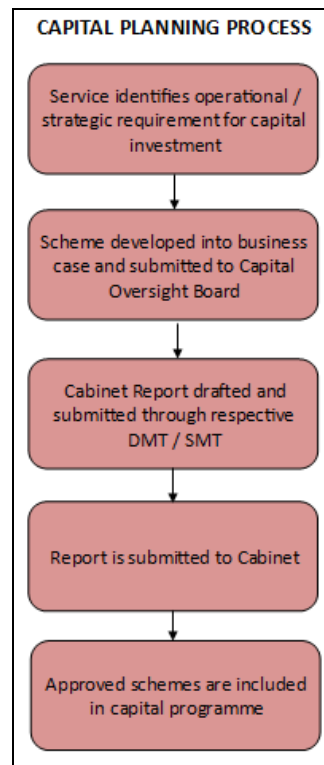 CAPITAL PLANNING PROCESS
Service identifies operational /
strategic requirement for capital
investment
Scheme developed into business
case and submitted to Capital
Oversight Board
Cabinet Report drafted and
submitted through respective
DMT / SMT
Report is submitted to Cabinet
Approved schemes are included
in capital programme